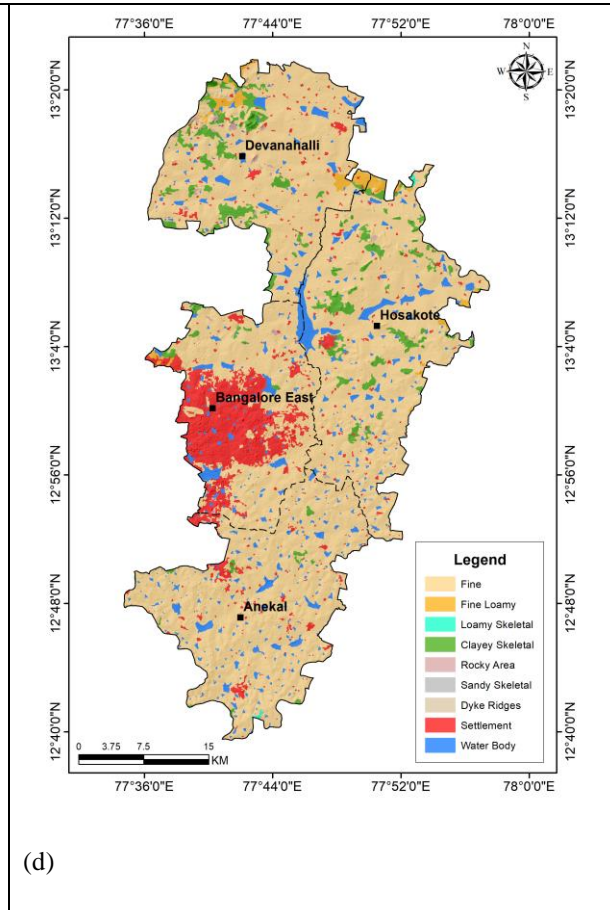 77°36'0"E 77°44'0"E 77°52'0"E 78°0'0"E
N
W E
S
13°20'0"N 13°20'0"N
Devanahalli
13°12'0"N 13°12'0"N
Hosakote
13°4'0"N 13°4'0"N
Bangalore East
12°56'0"N 12°56'0"N
Legend
Fine
Fine Loamy
Loamy Skeletal
Clayey Skeletal
Rocky Area
Sandy Skeletal
Dyke Ridges
Settlement
Water Body
12°48'0"N 12°48'0"N
Anekal
12°40'0"N 12°40'0"N
0 3.75 7.5 15
KM
77°36'0"E 77°44'0"E 77°52'0"E 78°0'0"E
(d)